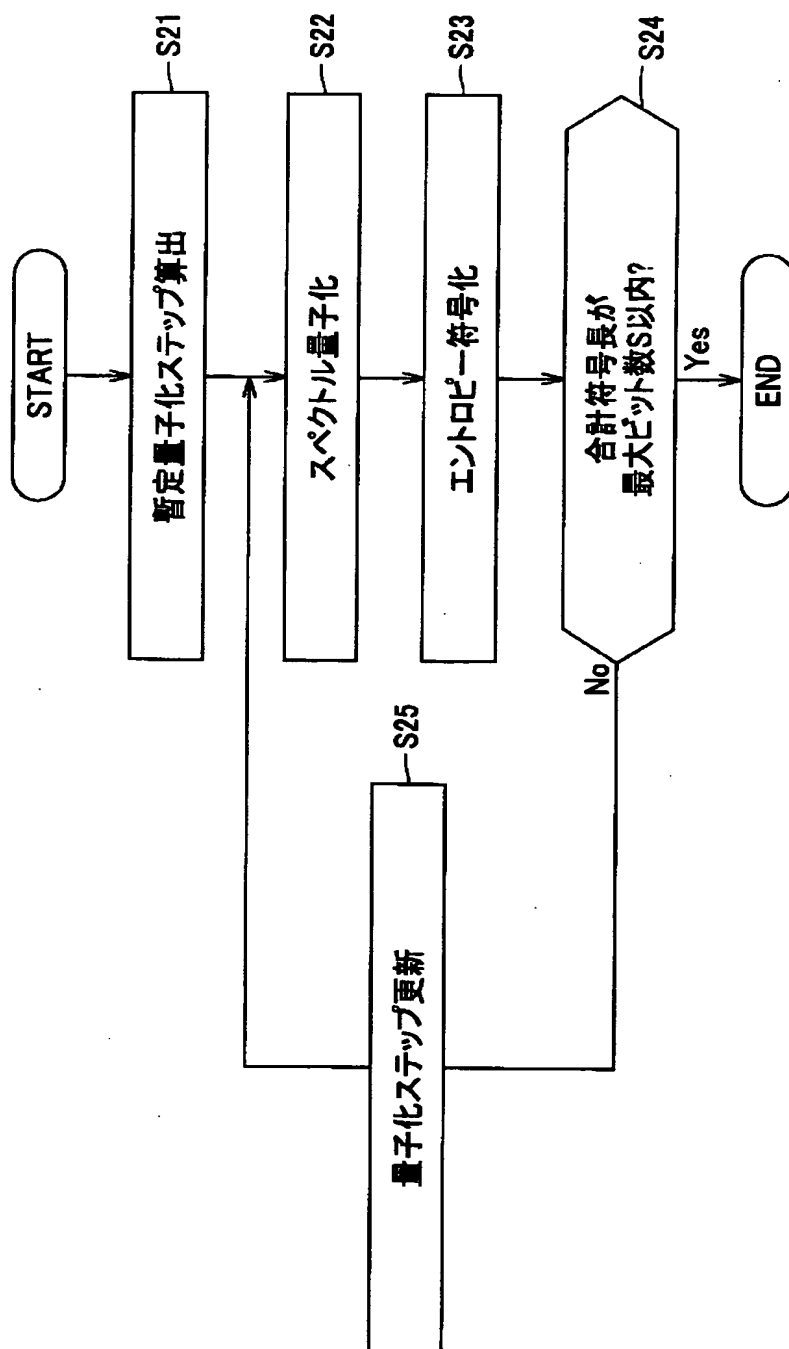 START
暫定量子化ステップ算出
S21
スペクトル量子化
S22
エントロピー符号化
S23
合計符号長が
最大ビット数S以内?
S24
No
Yes
量子化ステップ更新
S25
END